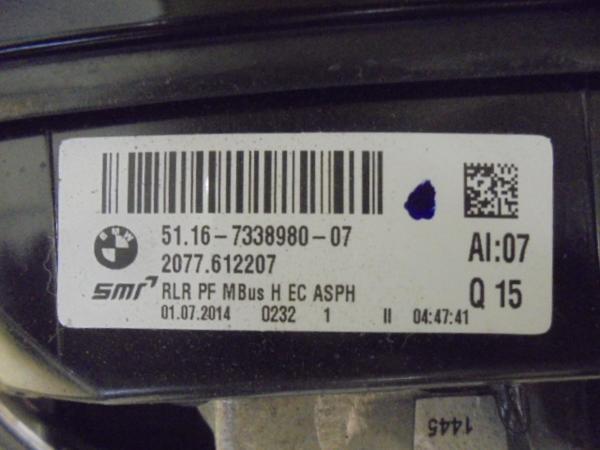 BMW
51.16-7338980-07
2077.612207
AI:07
smr
RLR PF MBus H EC ASPH
Q 15
01.07.2014 0232 1 II 04:47:41
1445